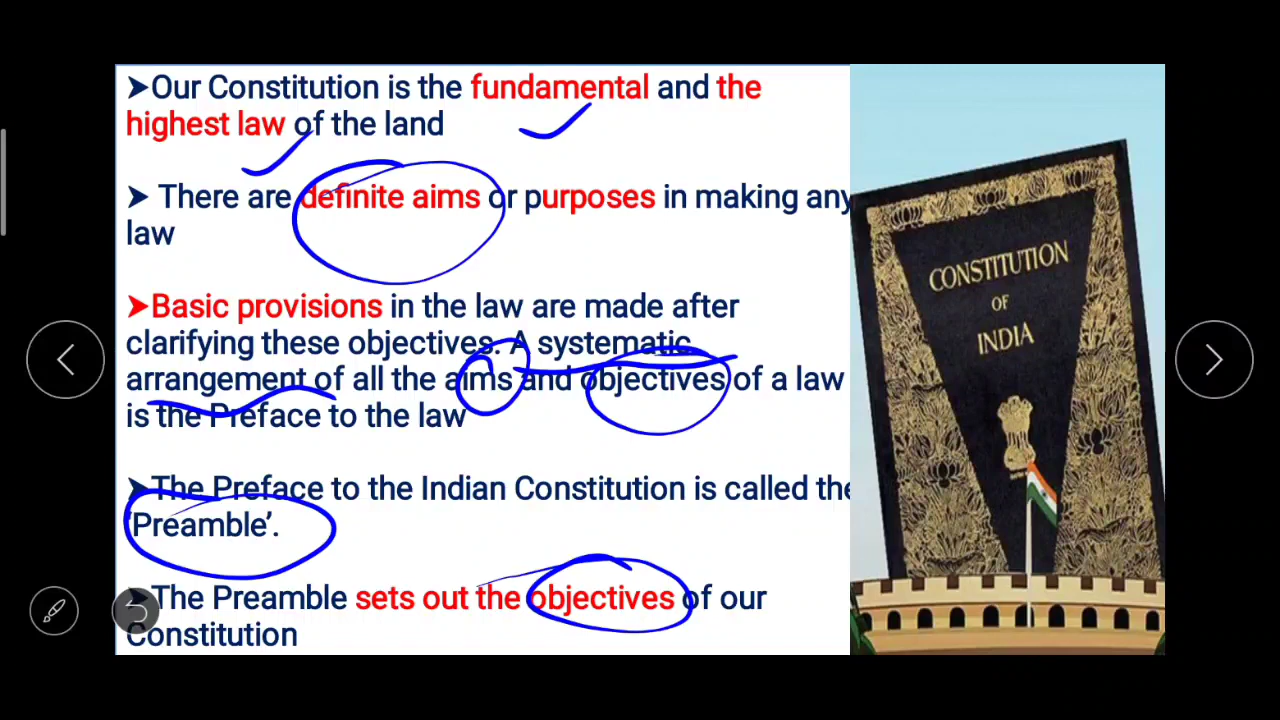 ➤Our Constitution is the fundamental and the
highest law of the land
➤ There are definite aims or purposes in making any
law
➤Basic provisions in the law are made after
clarifying these objectives. A systematic
arrangement of all the aims and objectives of a law
is the Preface to the law
➤The Preface to the Indian Constitution is called the
‘Preamble’.
➤The Preamble sets out the objectives of our
Constitution
CONSTITUTION
OF
INDIA